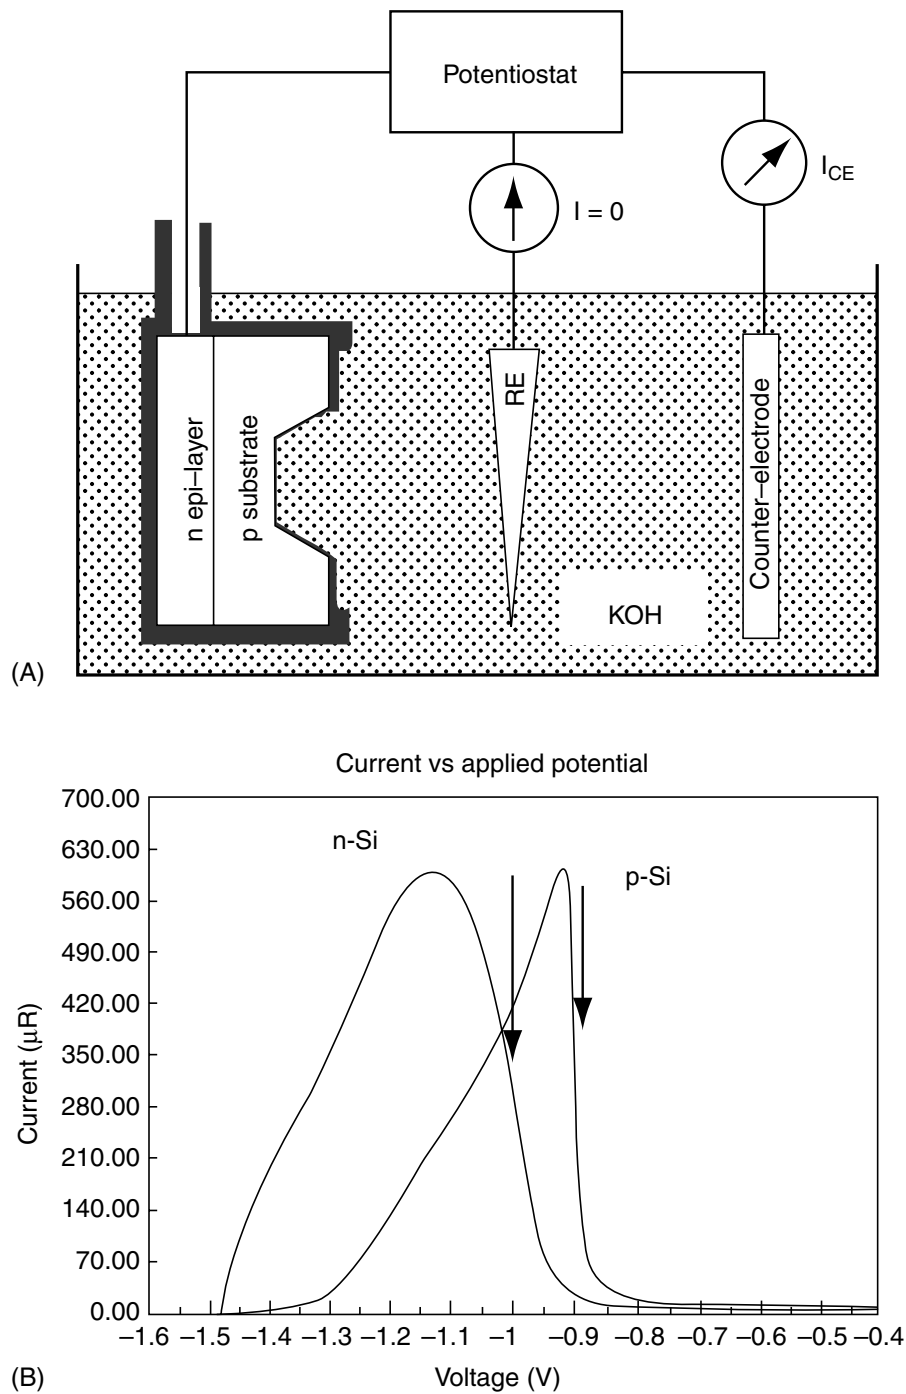 Potentiostat
I = 0
I_CE
RE
n epi–layer
p substrate
Counter–electrode
KOH
(A)
Current vs applied potential
700.00
630.00
560.00
490.00
420.00
350.00
280.00
210.00
140.00
70.00
0.00
Current (μR)
n-Si
p-Si
–1.6 –1.5 –1.4 –1.3 –1.2 –1.1 –1 –0.9 –0.8 –0.7 –0.6 –0.5 –0.4
Voltage (V)
(B)